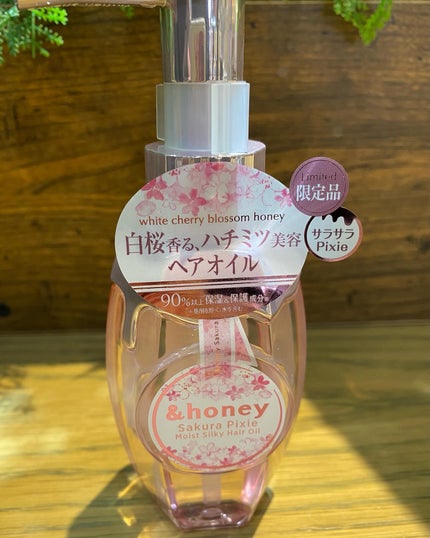 white cherry blossom honey
白桜香る、ハチミツ美容
ヘアオイル
90%以上保湿&保護成分
Limited
限定品
サラサラ
Pixie
&honey
Sakura Pixie
Moist Silky Hair Oil